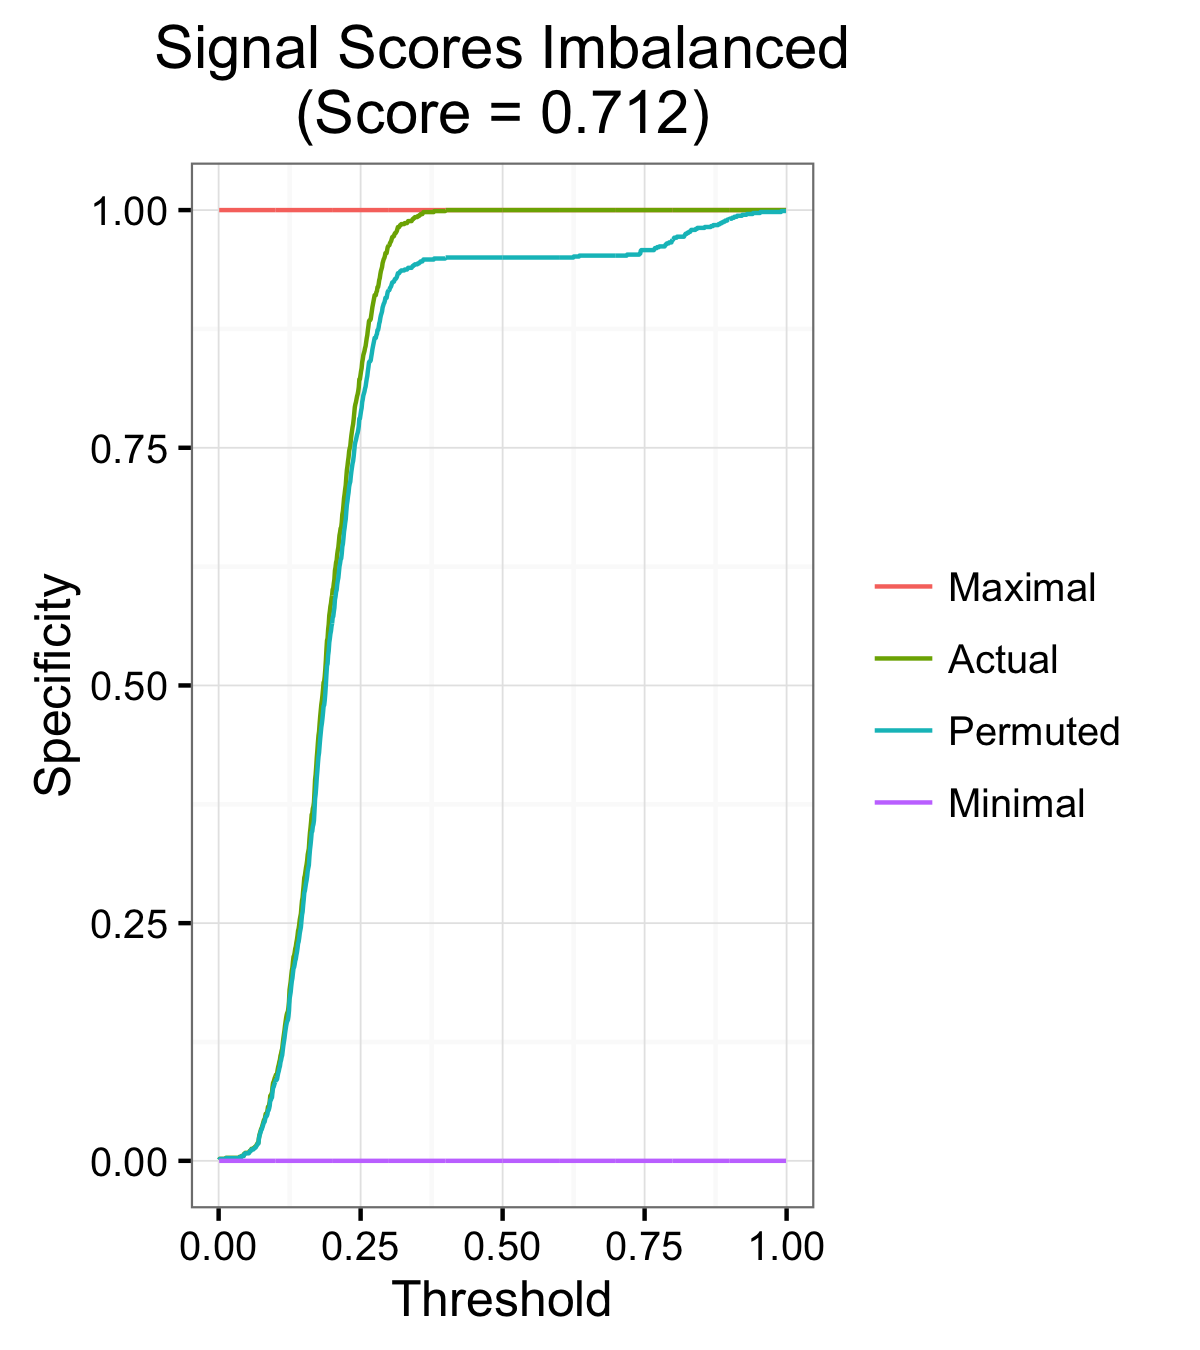 Signal Scores Imbalanced
(Score = 0.712)
1.00
0.75
0.50
0.25
0.00
Specificity
0.00 0.25 0.50 0.75 1.00
Threshold
Maximal
Actual
Permuted
Minimal